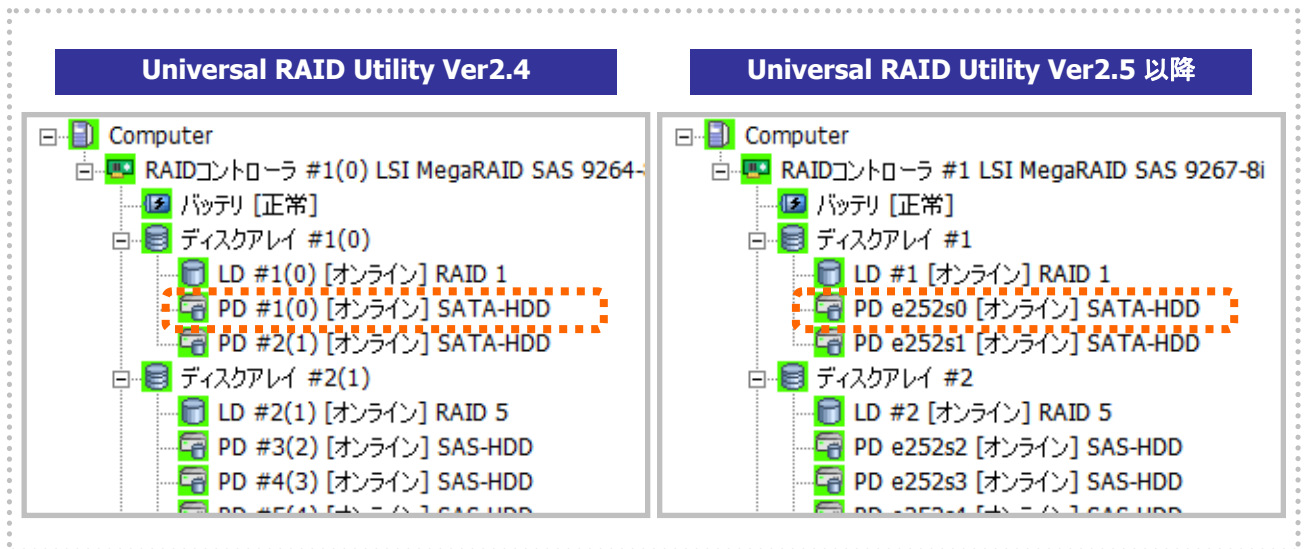 Universal RAID Utility Ver2.4
Computer
RAIDコントローラ #1(0) LSI MegaRAID SAS 9264-
バッテリ [正常]
ディスクアレイ #1(0)
LD #1(0) [オンライン] RAID 1
PD #1(0) [オンライン] SATA-HDD
PD #2(1) [オンライン] SATA-HDD
ディスクアレイ #2(1)
LD #2(1) [オンライン] RAID 5
PD #3(2) [オンライン] SAS-HDD
PD #4(3) [オンライン] SAS-HDD
Universal RAID Utility Ver2.5 以降
Computer
RAIDコントローラ #1 LSI MegaRAID SAS 9267-8i
バッテリ [正常]
ディスクアレイ #1
LD #1 [オンライン] RAID 1
PD e252s0 [オンライン] SATA-HDD
PD e252s1 [オンライン] SATA-HDD
ディスクアレイ #2
LD #2 [オンライン] RAID 5
PD e252s2 [オンライン] SAS-HDD
PD e252s3 [オンライン] SAS-HDD